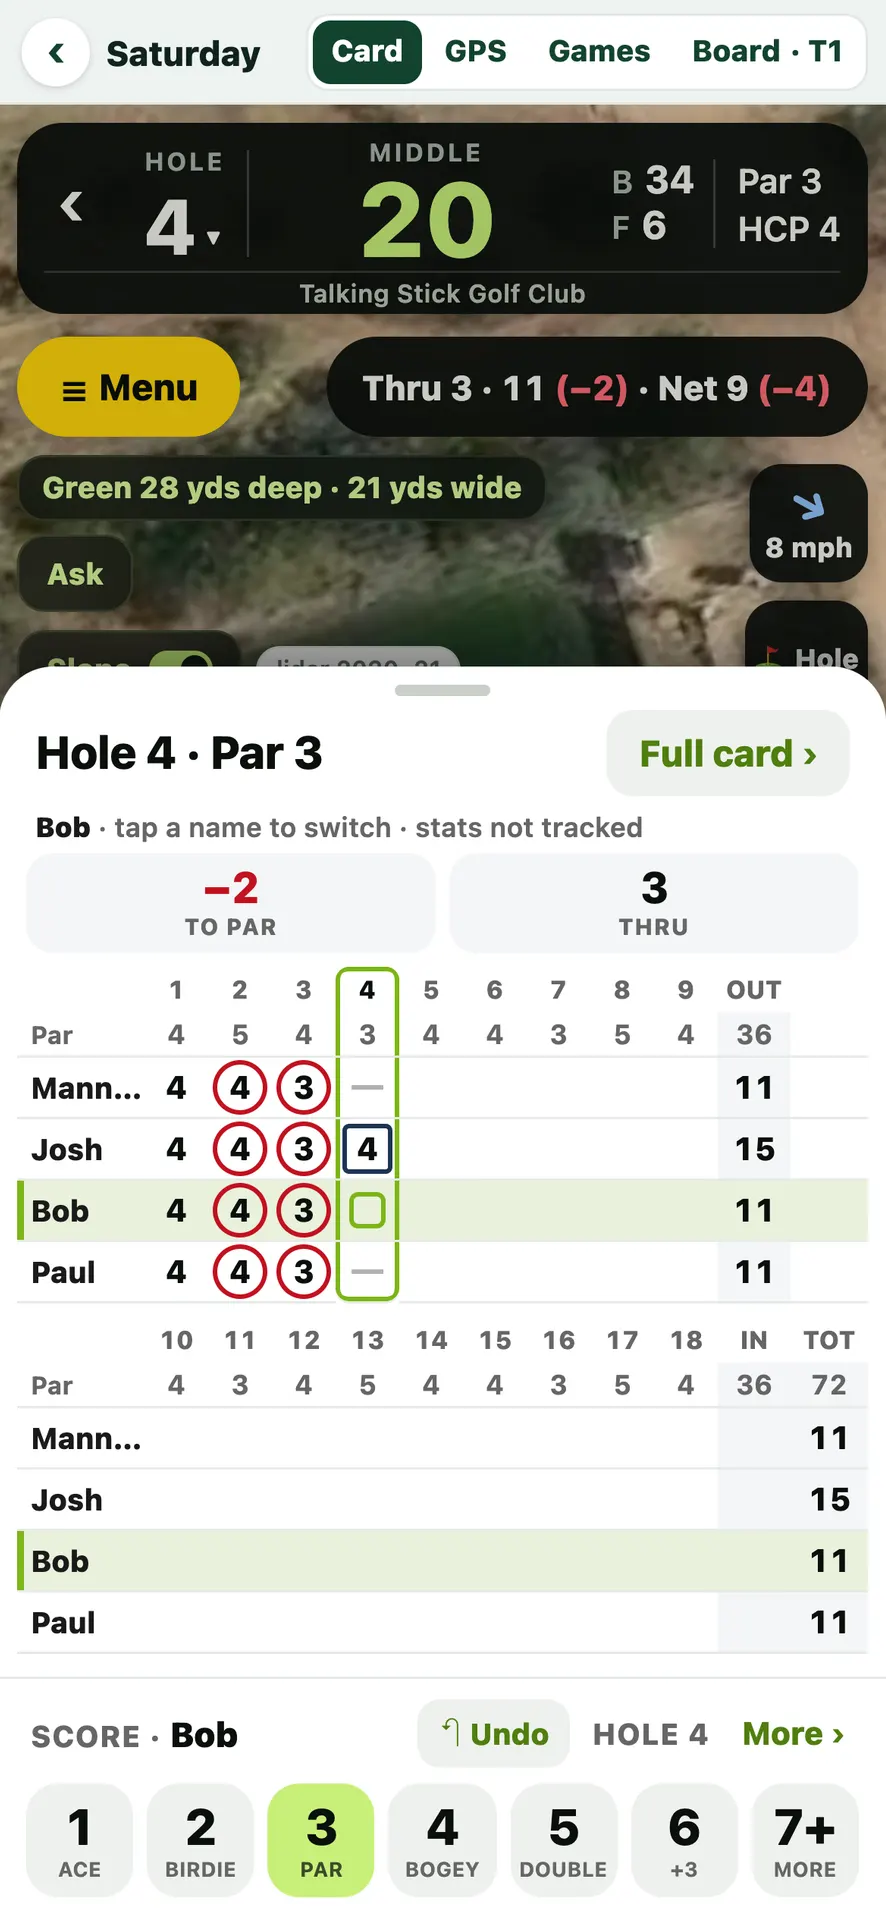 ‹ Saturday Card GPS Games Board · T1
HOLE MIDDLE
‹ 4 ▾ 20 B 34 Par 3
F 6 HCP 4
Talking Stick Golf Club
≡ Menu Thru 3 · 11 (−2) · Net 9 (−4)
Green 28 yds deep · 21 yds wide
8 mph
Ask
Slope lidar 2020–21 Hole
Hole 4 · Par 3 Full card ›
Bob · tap a name to switch · stats not tracked
−2 3
TO PAR THRU
1 2 3 4 5 6 7 8 9 OUT
Par 4 5 4 3 4 4 3 5 4 36
Mann... 4 4 3 — 11
Josh 4 4 3 4 15
Bob 4 4 3 11
Paul 4 4 3 — 11
10 11 12 13 14 15 16 17 18 IN TOT
Par 4 3 4 5 4 4 3 5 4 36 72
Mann... 11
Josh 15
Bob 11
Paul 11
SCORE · Bob Undo HOLE 4 More ›
1 2 3 4 5 6 7+
ACE BIRDIE PAR BOGEY DOUBLE +3 MORE